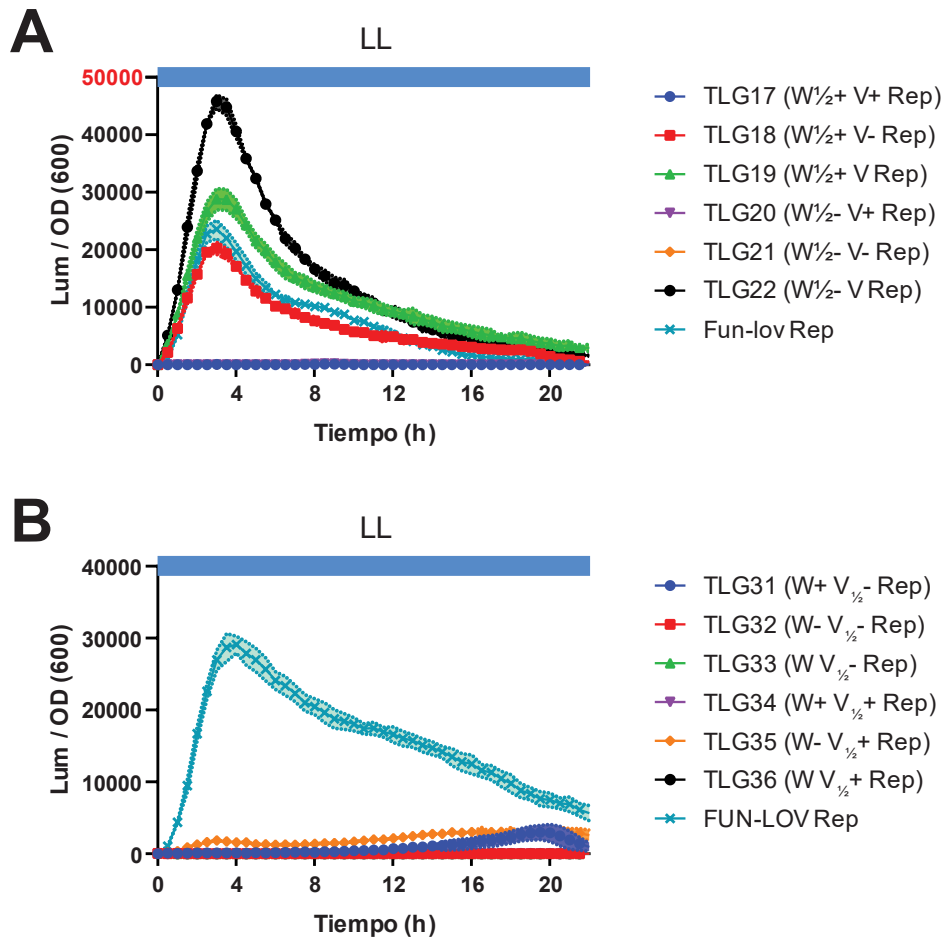 A
LL
50000
40000
30000
20000
10000
0
Lum / OD (600)
0 4 8 12 16 20
Tiempo (h)
TLG17 (W½+ V+ Rep)
TLG18 (W½+ V- Rep)
TLG19 (W½+ V Rep)
TLG20 (W½- V+ Rep)
TLG21 (W½- V- Rep)
TLG22 (W½- V Rep)
Fun-lov Rep
B
LL
40000
30000
20000
10000
0
Lum / OD (600)
0 4 8 12 16 20
Tiempo (h)
TLG31 (W+ V½- Rep)
TLG32 (W- V½- Rep)
TLG33 (W V½- Rep)
TLG34 (W+ V½+ Rep)
TLG35 (W- V½+ Rep)
TLG36 (W V½+ Rep)
FUN-LOV Rep